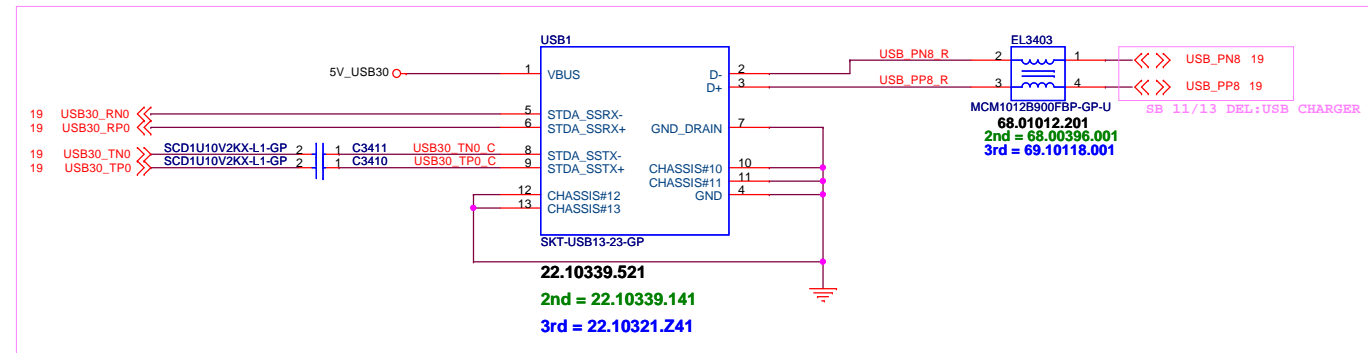 USB1
EL3403
5V_USB30 1 VBUS D- 2 USB_PN8_R 2 1 USB_PN8 19
D+ 3 USB_PP8_R 3 4 USB_PP8 19
MCM1012B900FBP-GP-U
SB 11/13 DEL:USB CHARGER
68.01012.201
2nd = 68.00396.001
3rd = 69.10118.001
19 USB30_RN0 5 STDA_SSRX-
19 USB30_RP0 6 STDA_SSRX+ GND_DRAIN 7
19 USB30_TN0 SCD1U10V2KX-L1-GP 2 1 C3411 USB30_TN0_C 8 STDA_SSTX-
19 USB30_TP0 SCD1U10V2KX-L1-GP 2 1 C3410 USB30_TP0_C 9 STDA_SSTX+ CHASSIS#10 10
CHASSIS#11 11
12 CHASSIS#12 GND 4
13 CHASSIS#13
SKT-USB13-23-GP
22.10339.521
2nd = 22.10339.141
3rd = 22.10321.Z41